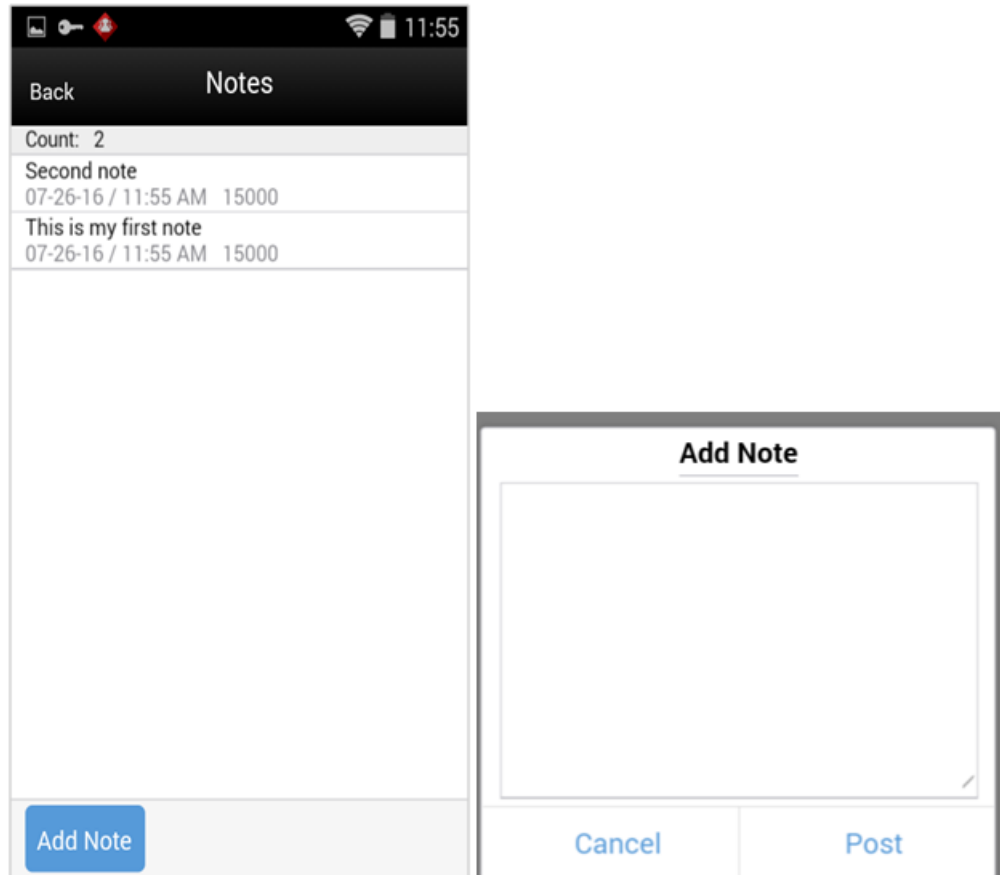 11:55
Back
Notes
Count: 2
Second note
07-26-16 / 11:55 AM 15000
This is my first note
07-26-16 / 11:55 AM 15000
Add Note
Add Note
Cancel
Post